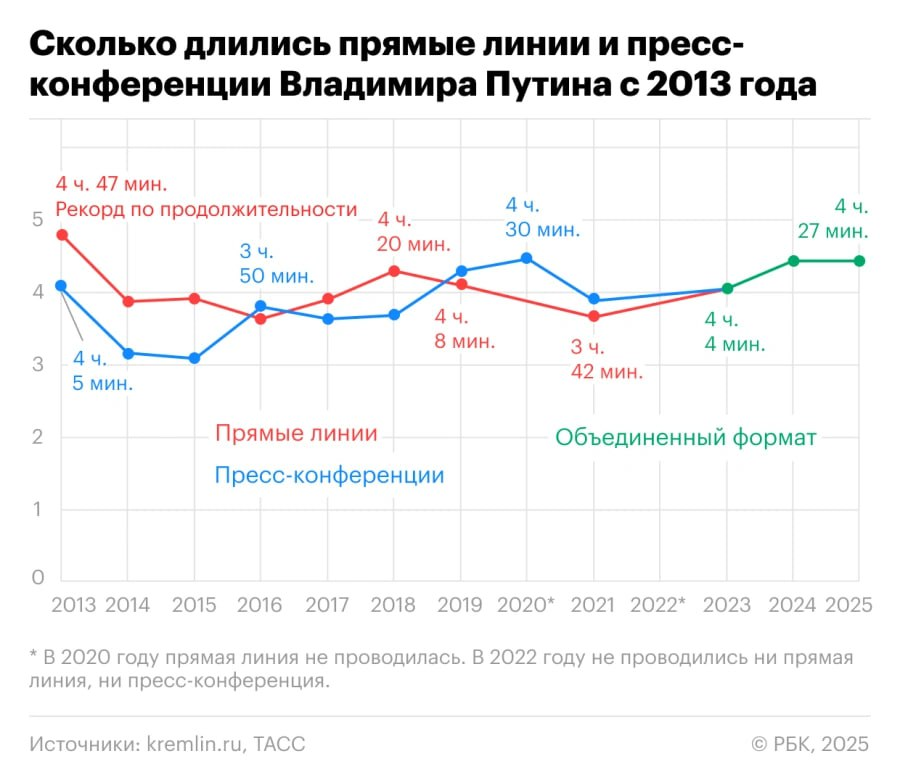 Сколько длились прямые линии и пресс-
конференции Владимира Путина с 2013 года
4 ч. 47 мин.
Рекорд по продолжительности
4 ч.
20 мин.
4 ч.
30 мин.
4 ч.
27 мин.
3 ч.
50 мин.
4 ч.
5 мин.
4 ч.
8 мин.
3 ч.
42 мин.
4 ч.
4 мин.
5
4
3
2
1
0
Прямые линии
Пресс-конференции
Объединенный формат
2013 2014 2015 2016 2017 2018 2019 2020* 2021 2022* 2023 2024 2025
* В 2020 году прямая линия не проводилась. В 2022 году не проводились ни прямая
линия, ни пресс-конференция.
Источники: kremlin.ru, ТАСС
© РБК, 2025